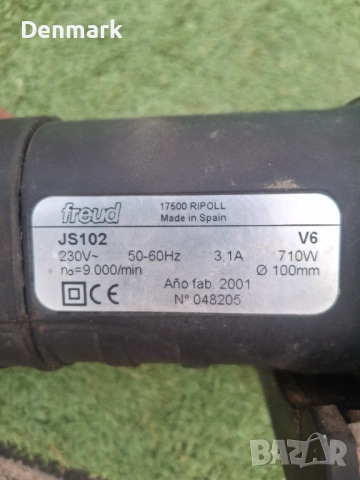 Denmark
freud
17500 RIPOLL
Made in Spain
JS102 V6
230V~ 50-60Hz 3,1A 710W
n₀=9.000/min Ø 100mm
CE Año fab. 2001
Nº 048205
BAZAR